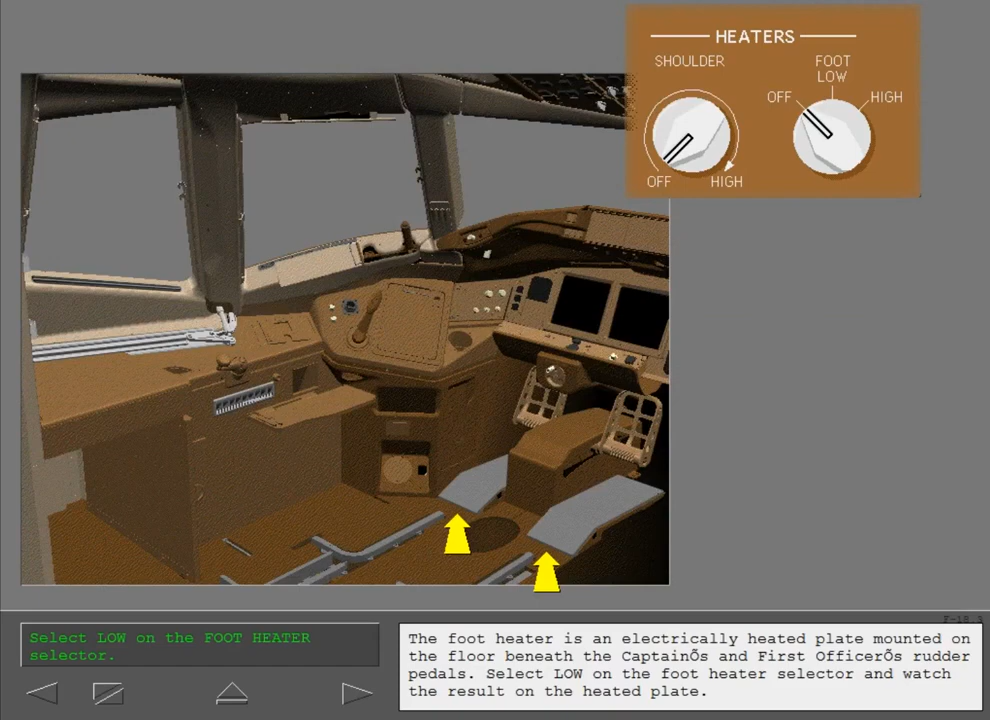 HEATERS
SHOULDER
FOOT
LOW
OFF
HIGH
OFF
HIGH
Select LOW on the FOOT HEATER
selector.
The foot heater is an electrically heated plate mounted on
the floor beneath the CaptainÕs and First OfficerÕs rudder
pedals. Select LOW on the foot heater selector and watch
the result on the heated plate.